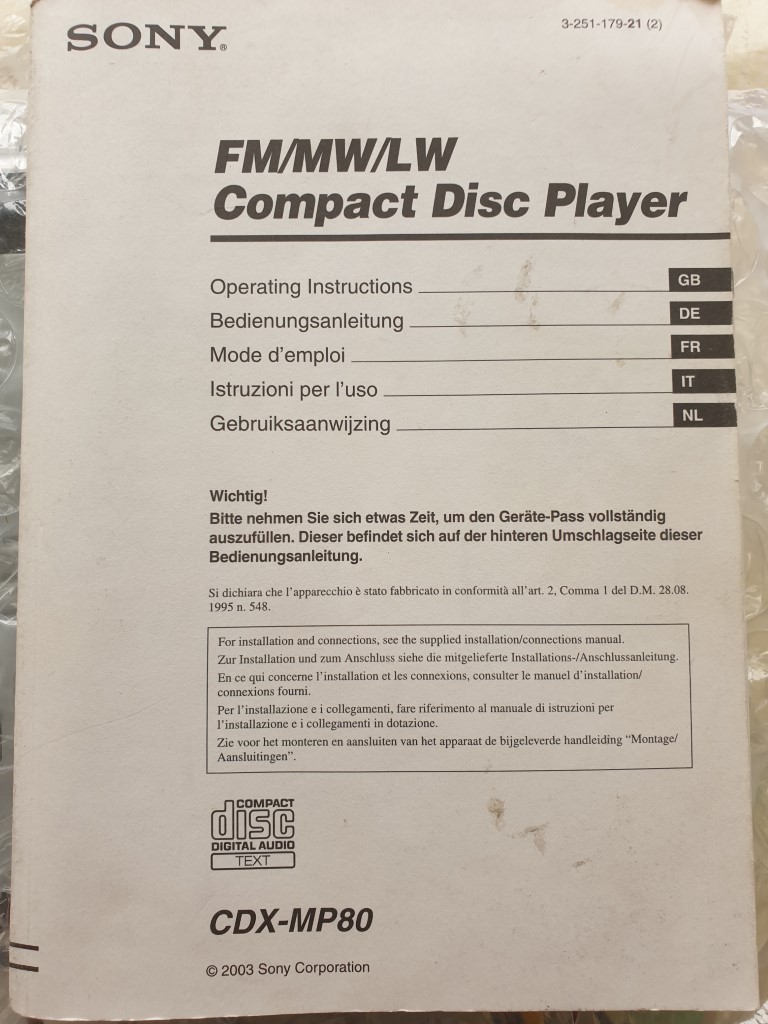 SONY®
3-251-179-21 (2)
FM/MW/LW
Compact Disc Player
Operating Instructions GB
Bedienungsanleitung DE
Mode d'emploi FR
Istruzioni per l'uso IT
Gebruiksaanwijzing NL
Wichtig!
Bitte nehmen Sie sich etwas Zeit, um den Geräte-Pass vollständig
auszufüllen. Dieser befindet sich auf der hinteren Umschlagseite dieser
Bedienungsanleitung.
Si dichiara che l'apparecchio è stato fabbricato in conformità all'art. 2, Comma 1 del D.M. 28.08.
1995 n. 548.
For installation and connections, see the supplied installation/connections manual.
Zur Installation und zum Anschluss siehe die mitgelieferte Installations-/Anschlussanleitung.
En ce qui concerne l'installation et les connexions, consulter le manuel d'installation/
connexions fourni.
Per l'installazione e i collegamenti, fare riferimento al manuale di istruzioni per
l'installazione e i collegamenti in dotazione.
Zie voor het monteren en aansluiten van het apparaat de bijgeleverde handleiding “Montage/
Aansluitingen”.
COMPACT
disc
DIGITAL AUDIO
TEXT
CDX-MP80
© 2003 Sony Corporation